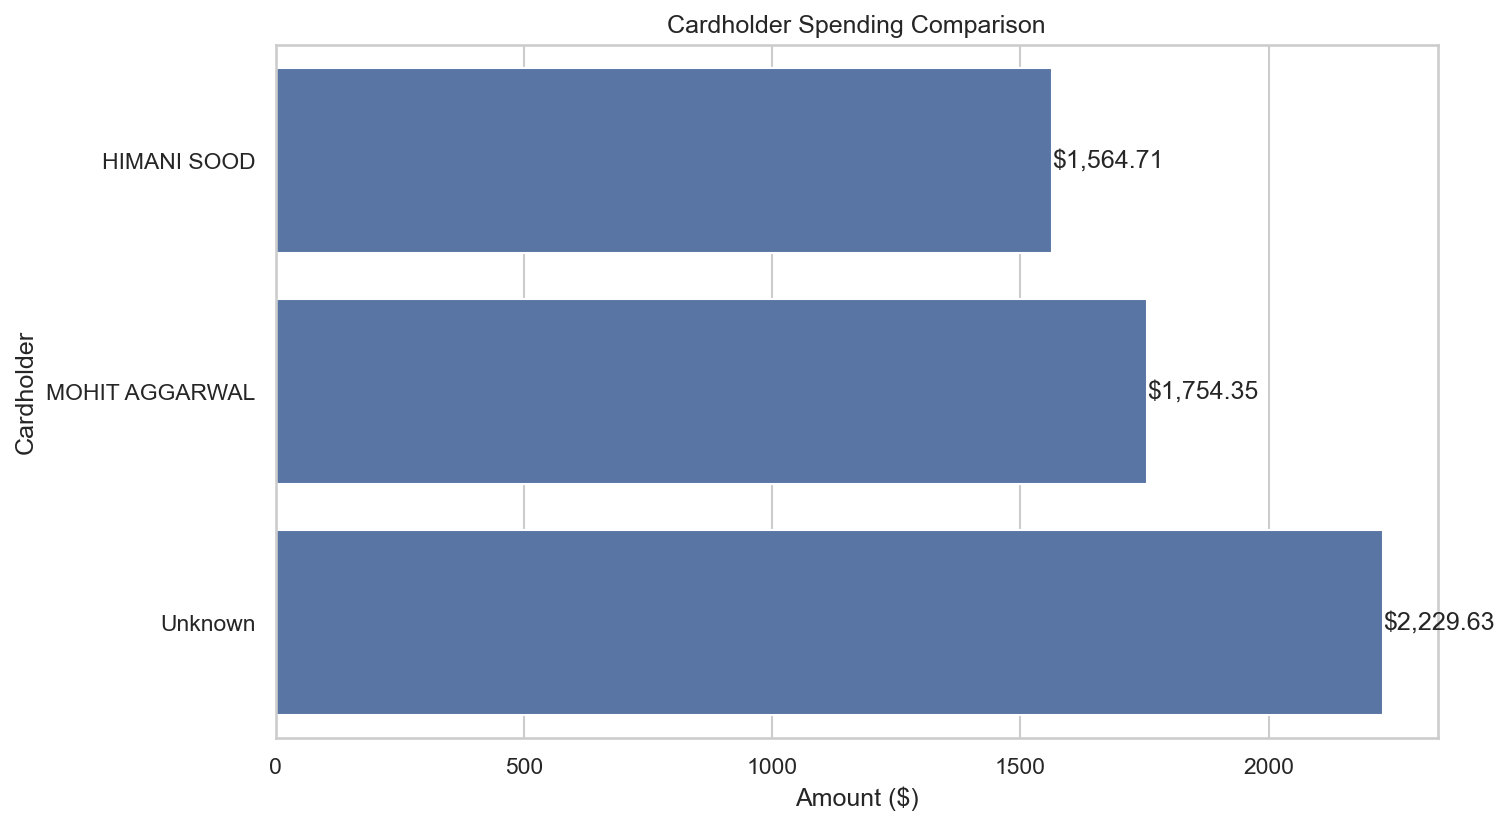 Cardholder Spending Comparison
HIMANI SOOD
$1,564.71
MOHIT AGGARWAL
$1,754.35
Unknown
$2,229.63
Cardholder
0 500 1000 1500 2000
Amount ($)